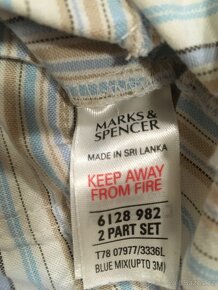 MARKS &
SPENCER
MADE IN SRI LANKA
KEEP AWAY
FROM FIRE
6128 982
2 PART SET
T78 07977/3336L
BLUE MIX(UPTO 3M)